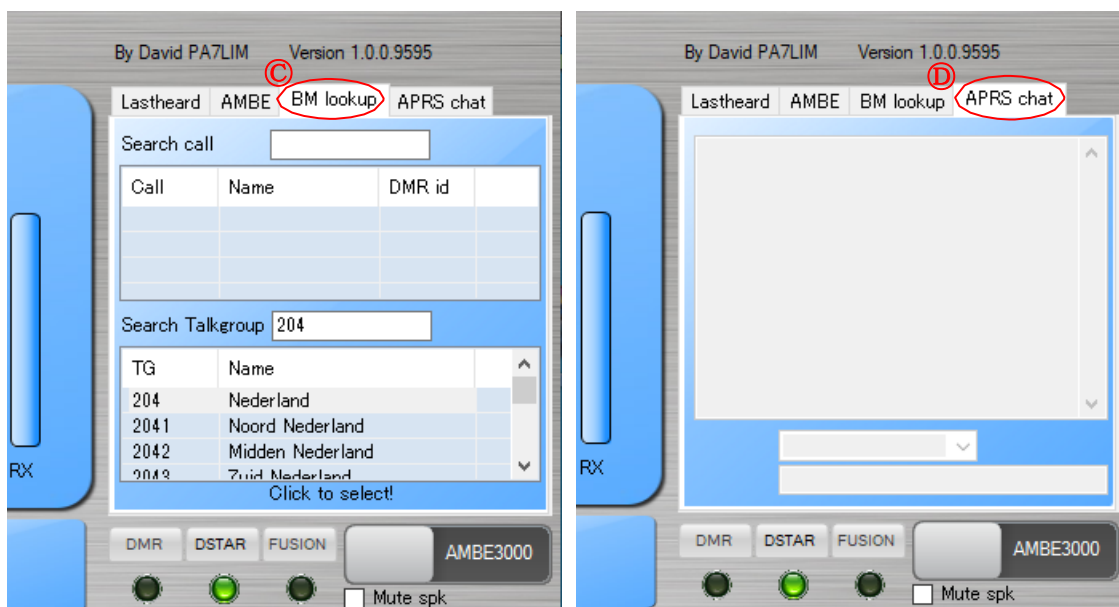 By David PA7LIM Version 1.0.0.9595
Ⓒ
Lastheard AMBE BM lookup APRS chat
Search call
Call Name DMR id
Search Talkgroup 204
TG Name
204 Nederland
2041 Noord Nederland
2042 Midden Nederland
2043 Zuid Nederland
Click to select!
RX
DMR DSTAR FUSION
AMBE3000
Mute spk
By David PA7LIM Version 1.0.0.9595
Ⓓ
Lastheard AMBE BM lookup APRS chat
RX
DMR DSTAR FUSION
AMBE3000
Mute spk